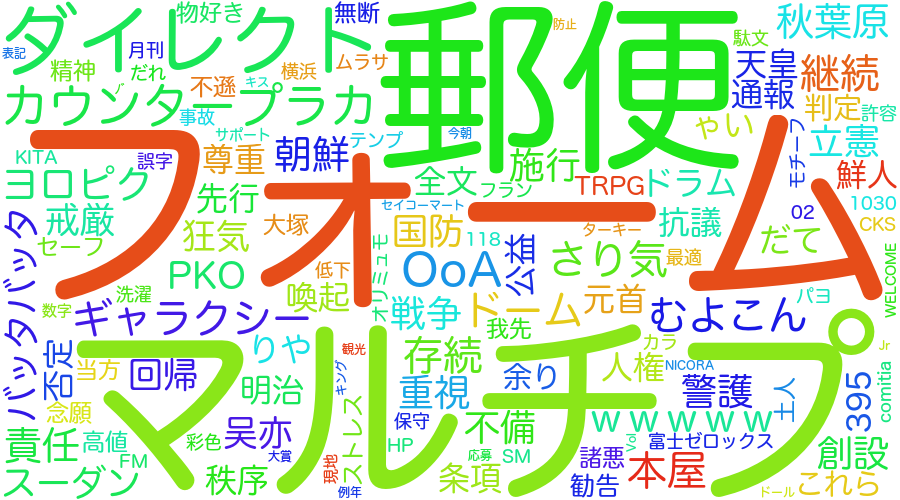 表記
ダイレクト
物好き
無断
郵便
防止
秋葉原
月刊
ムラサ
駄文
精神
だれ
不遜
キス
横浜
天皇
継続
カウンタープラカ
通報
判定
許容
事故
サポート
テンプ
今朝
ゃい
立憲
KITA
誤字
尊重
朝鮮
施行
モチーフ
鮮人
ヨロピク
先行
フォーム
全文
フラン
TRPG
ドラム
1030
戒厳
大塚
セイコーマート
ターキー
抗議
02
CKS
バッタバッタ
セーフ
狂気
国防
118
公益
さり気
だて
最適
PKO
低下
オリミュモ
OoA
WELCOME
洗濯
喚起
元首
パヨ
数字
ギャラクシー
戦争
ドーム
我先
むよこん
否定
マルチプ
りや
観光
存続
カラ
Jr
当方
回帰
キング
重視
余り
人権
NICORA
警護
土人
395
comitia
念願
明治
ストレス
保守
不備
wwwww
責任
高値
彩色
呉亦
HP
Vol
富士ゼロックス
創設
大賞
現地
応募
SM
諸悪
本屋
スーダン
FM
秩序
例年
条項
勧告
ドール
これら